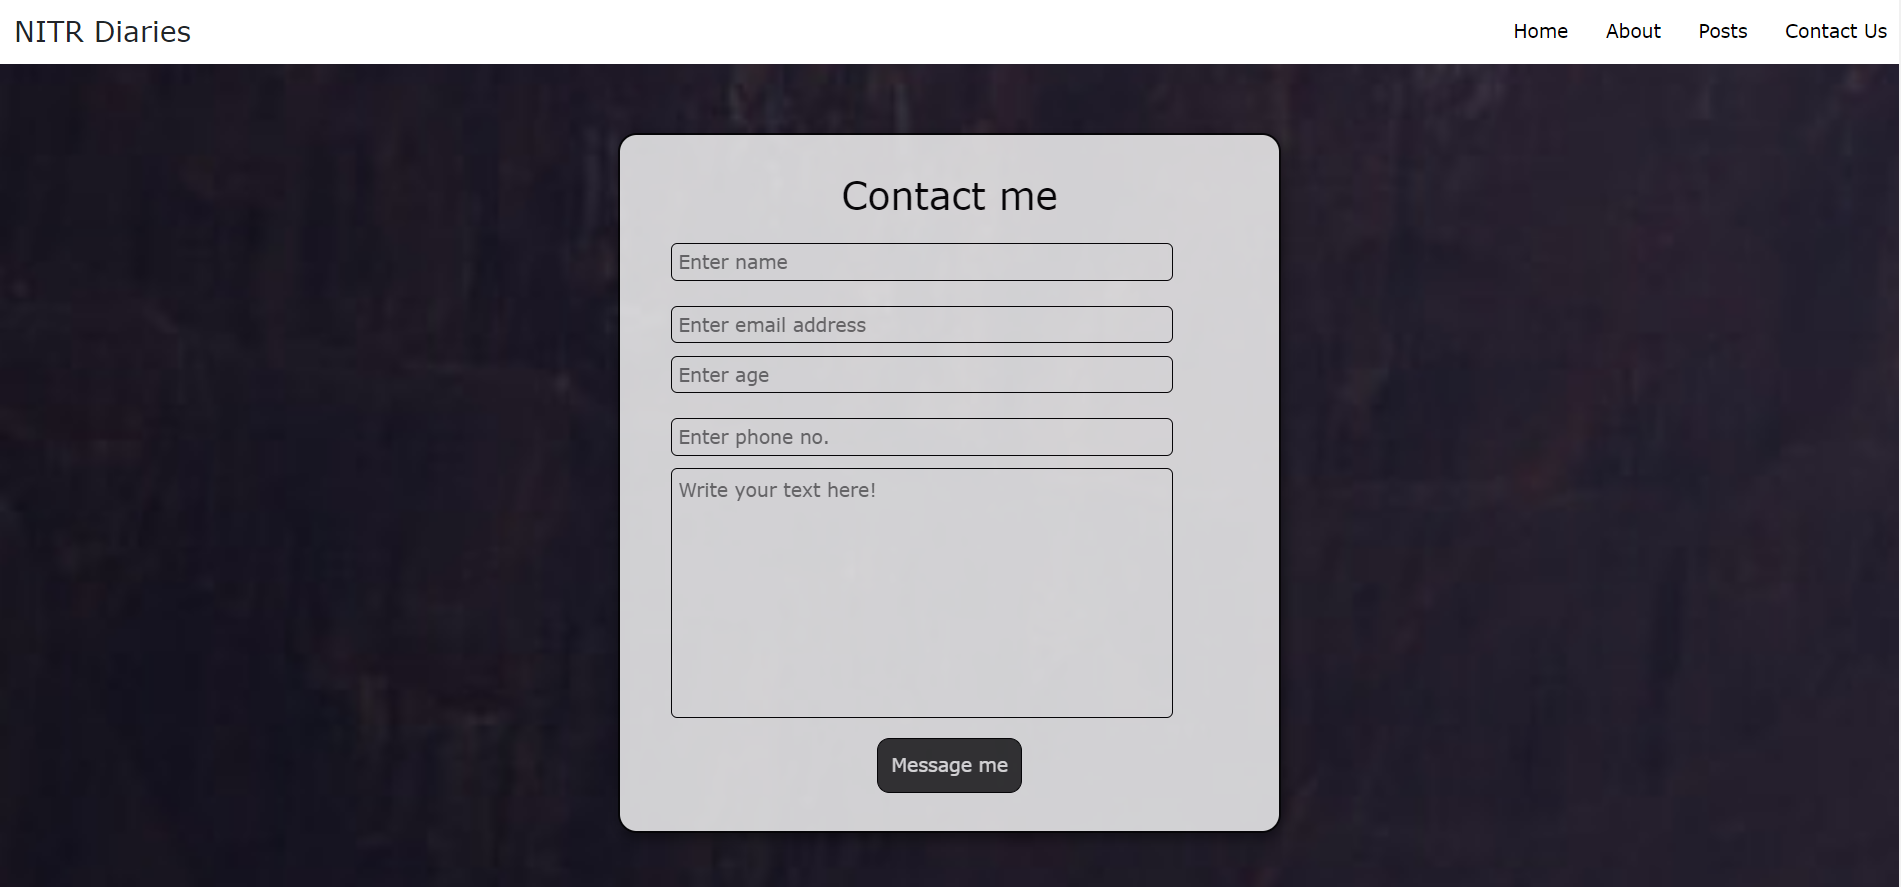 NITR Diaries
Home About Posts Contact Us
Contact me
Enter name
Enter email address
Enter age
Enter phone no.
Write your text here!
Message me